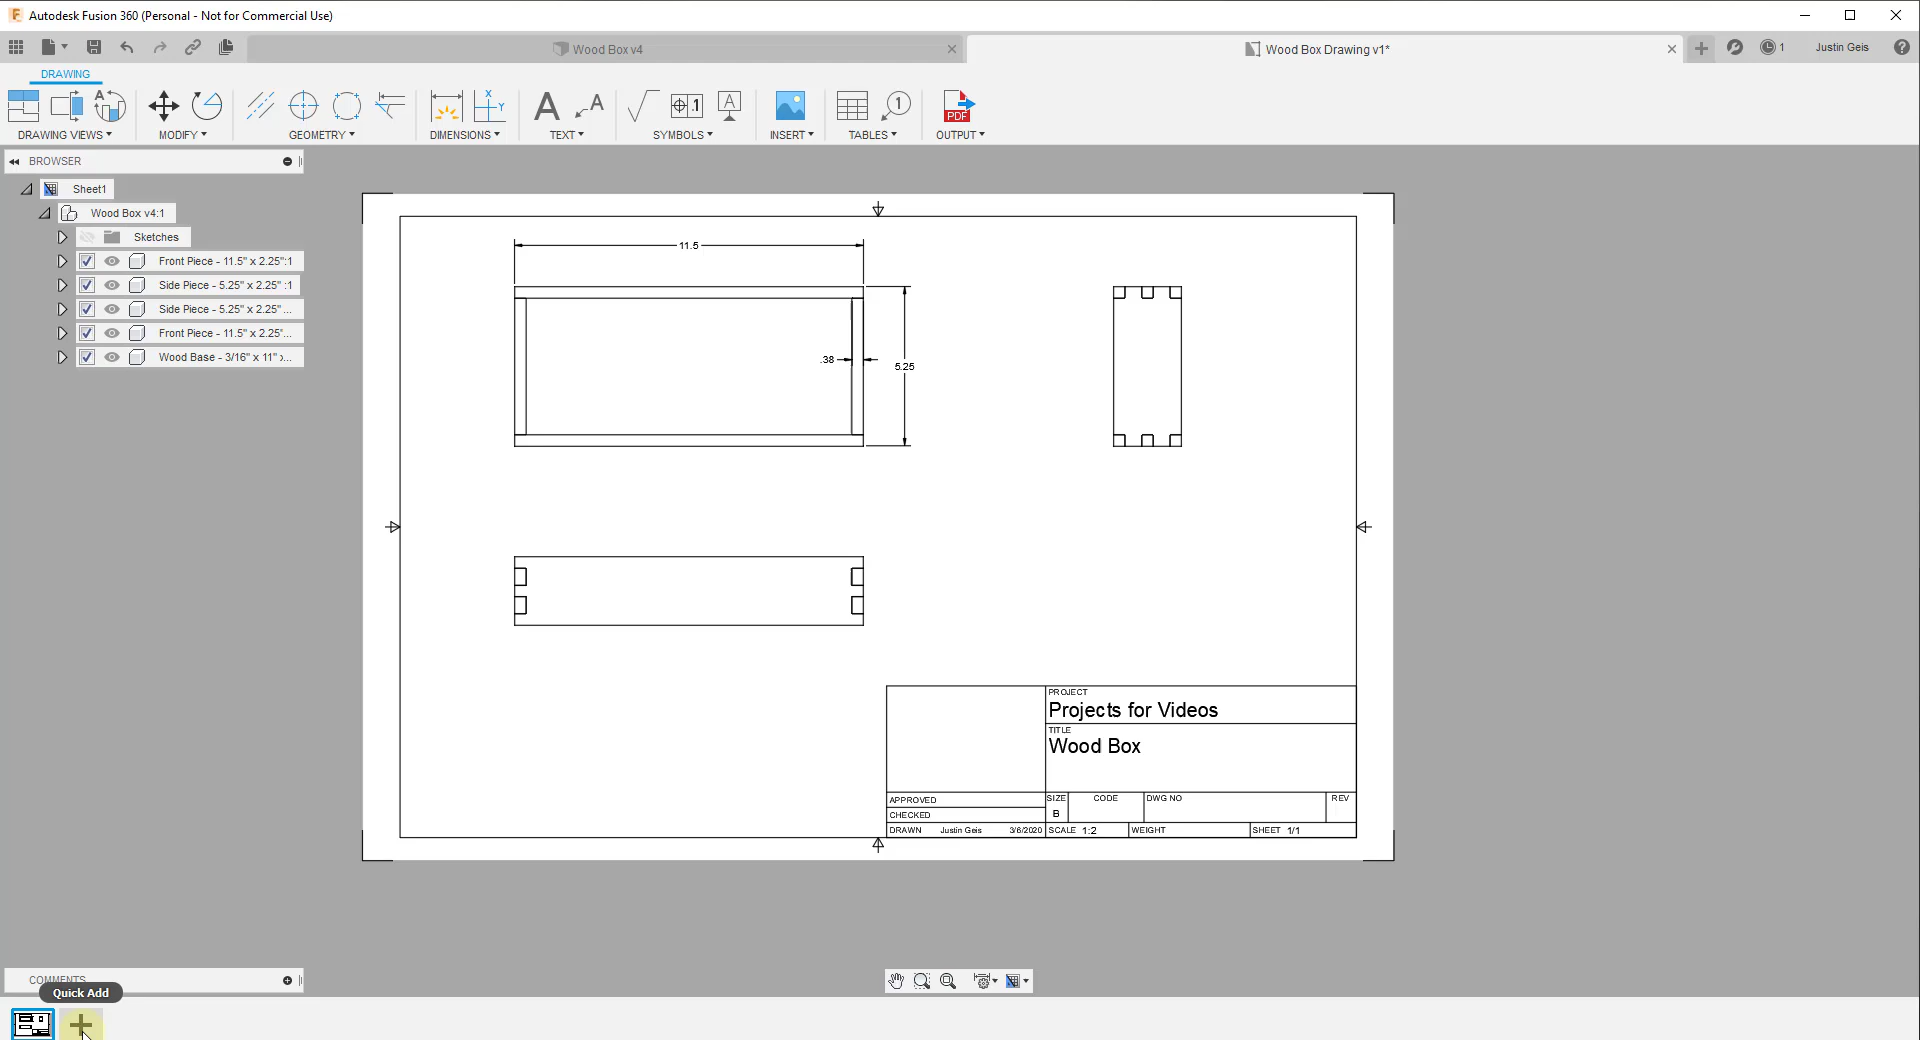 Autodesk Fusion 360 (Personal - Not for Commercial Use)
Wood Box v4
Wood Box Drawing v1*
1
Justin Geis
DRAWING
DRAWING VIEWS
MODIFY
GEOMETRY
DIMENSIONS
TEXT
SYMBOLS
INSERT
TABLES
OUTPUT
PDF
BROWSER
Sheet1
Wood Box v4:1
Sketches
Front Piece - 11.5" x 2.25":1
Side Piece - 5.25" x 2.25" :1
Side Piece - 5.25" x 2.25" ...
Front Piece - 11.5" x 2.25"...
Wood Base - 3/16" x 11" x...
11.5
.38
5.25
PROJECT
Projects for Videos
TITLE
Wood Box
APPROVED
CHECKED
DRAWN Justin Geis 3/6/2020
SIZE
B
CODE
DWG NO
REV
SCALE 1:2
WEIGHT
SHEET 1/1
COMMENTS
Quick Add